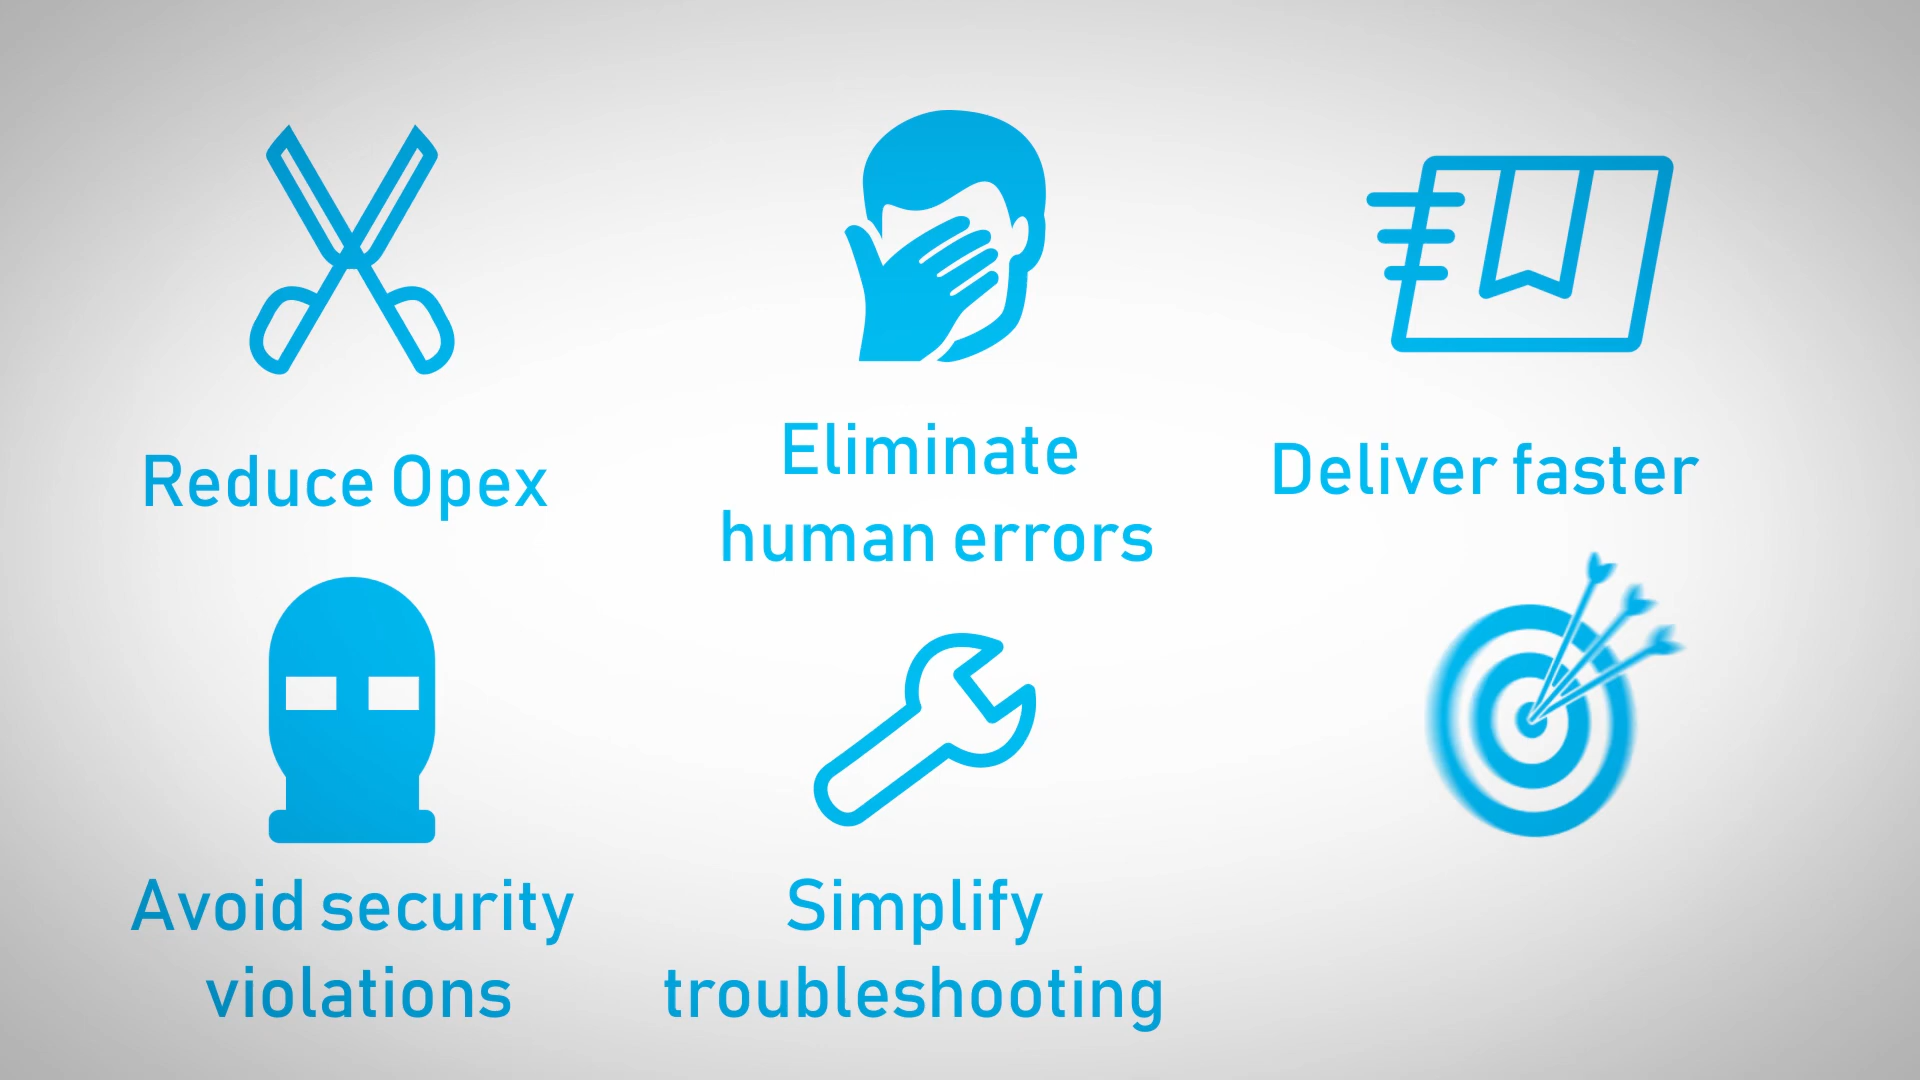 Reduce Opex
Eliminate
human errors
Deliver faster
Avoid security
violations
Simplify
troubleshooting